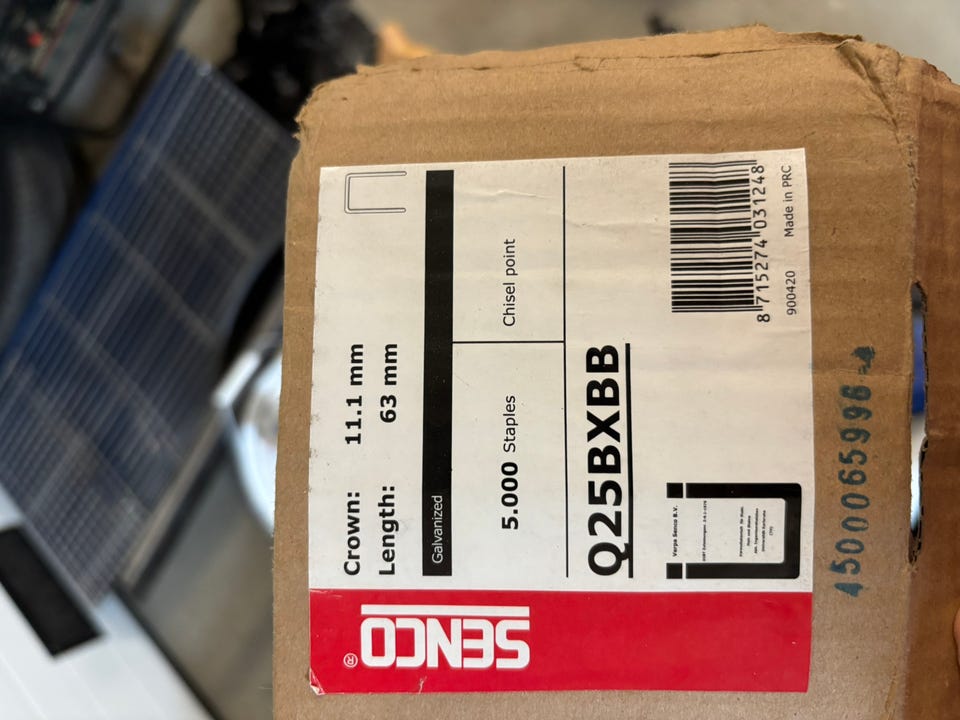 SENCO®
Crown: 11.1 mm
Length: 63 mm
Galvanized
5.000 Staples
Chisel point
Q25BXBB
Verpa Senco B.V.
8 715274 031248
900420 Made in PRC
4500065996-4